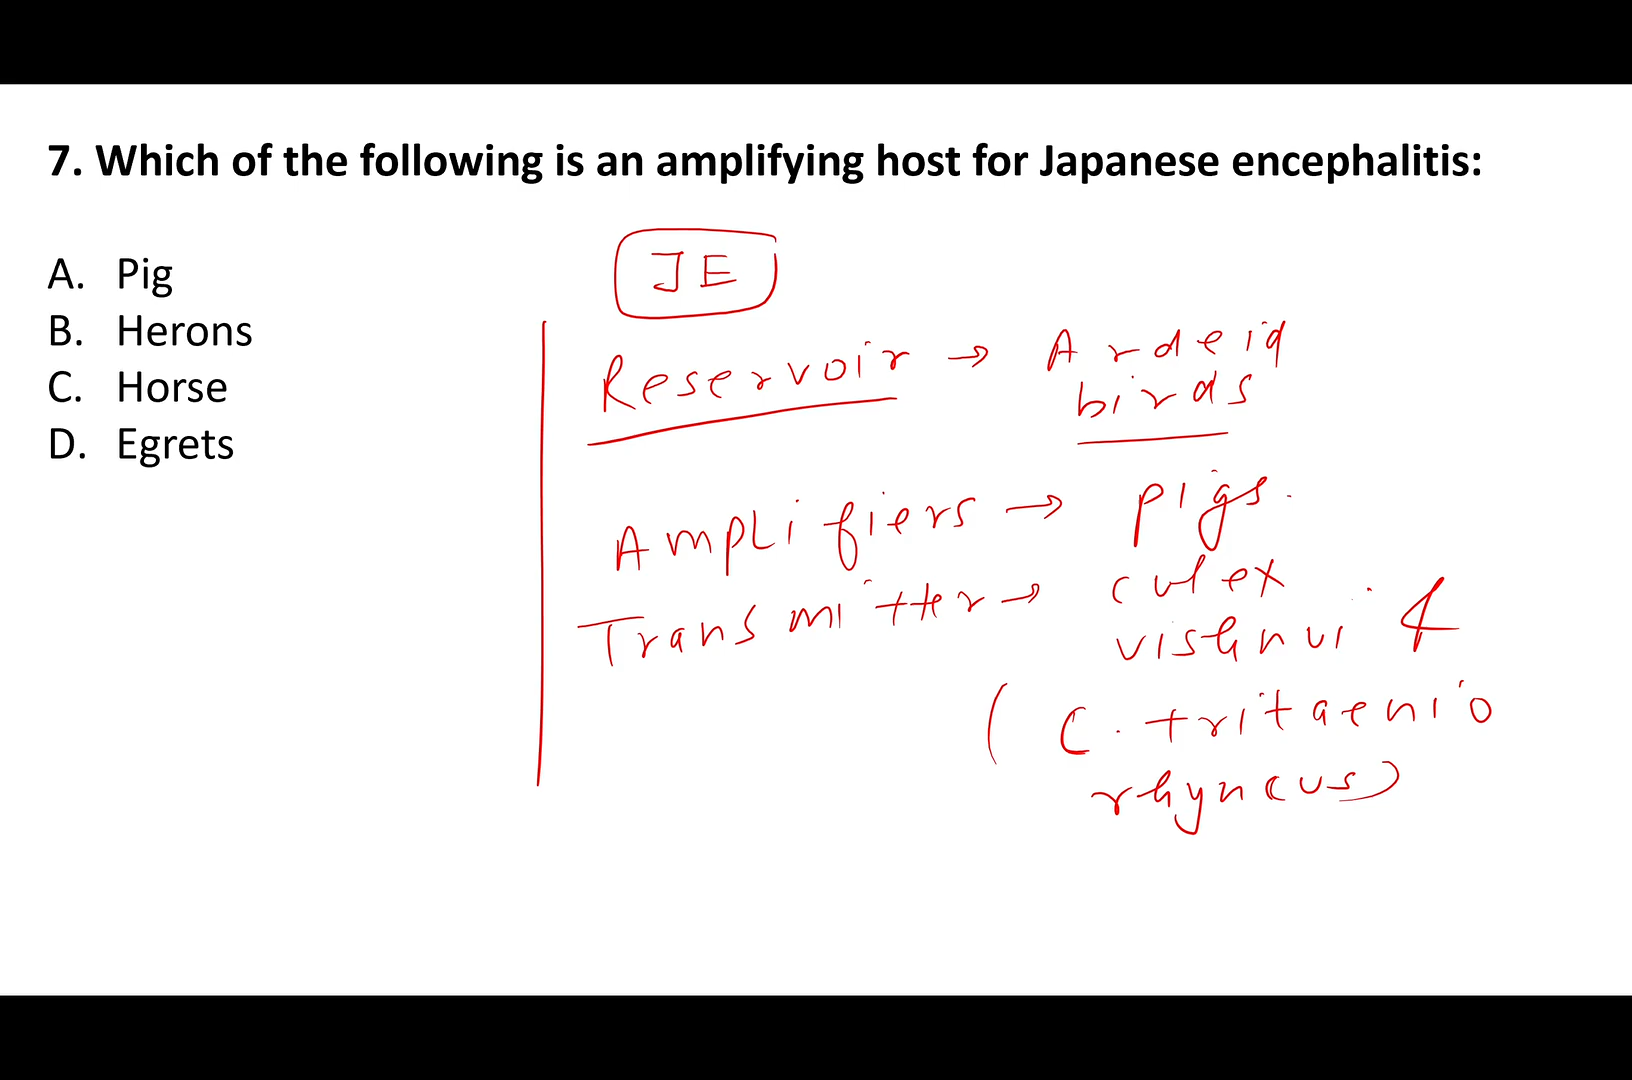 7. Which of the following is an amplifying host for Japanese encephalitis:
A. Pig
B. Herons
C. Horse
D. Egrets
JE
Reservoir → Ardeid
birds
Amplifiers → pigs.
Transmitter → culex
vishnui &
(C. tritaenio
rhyncus)